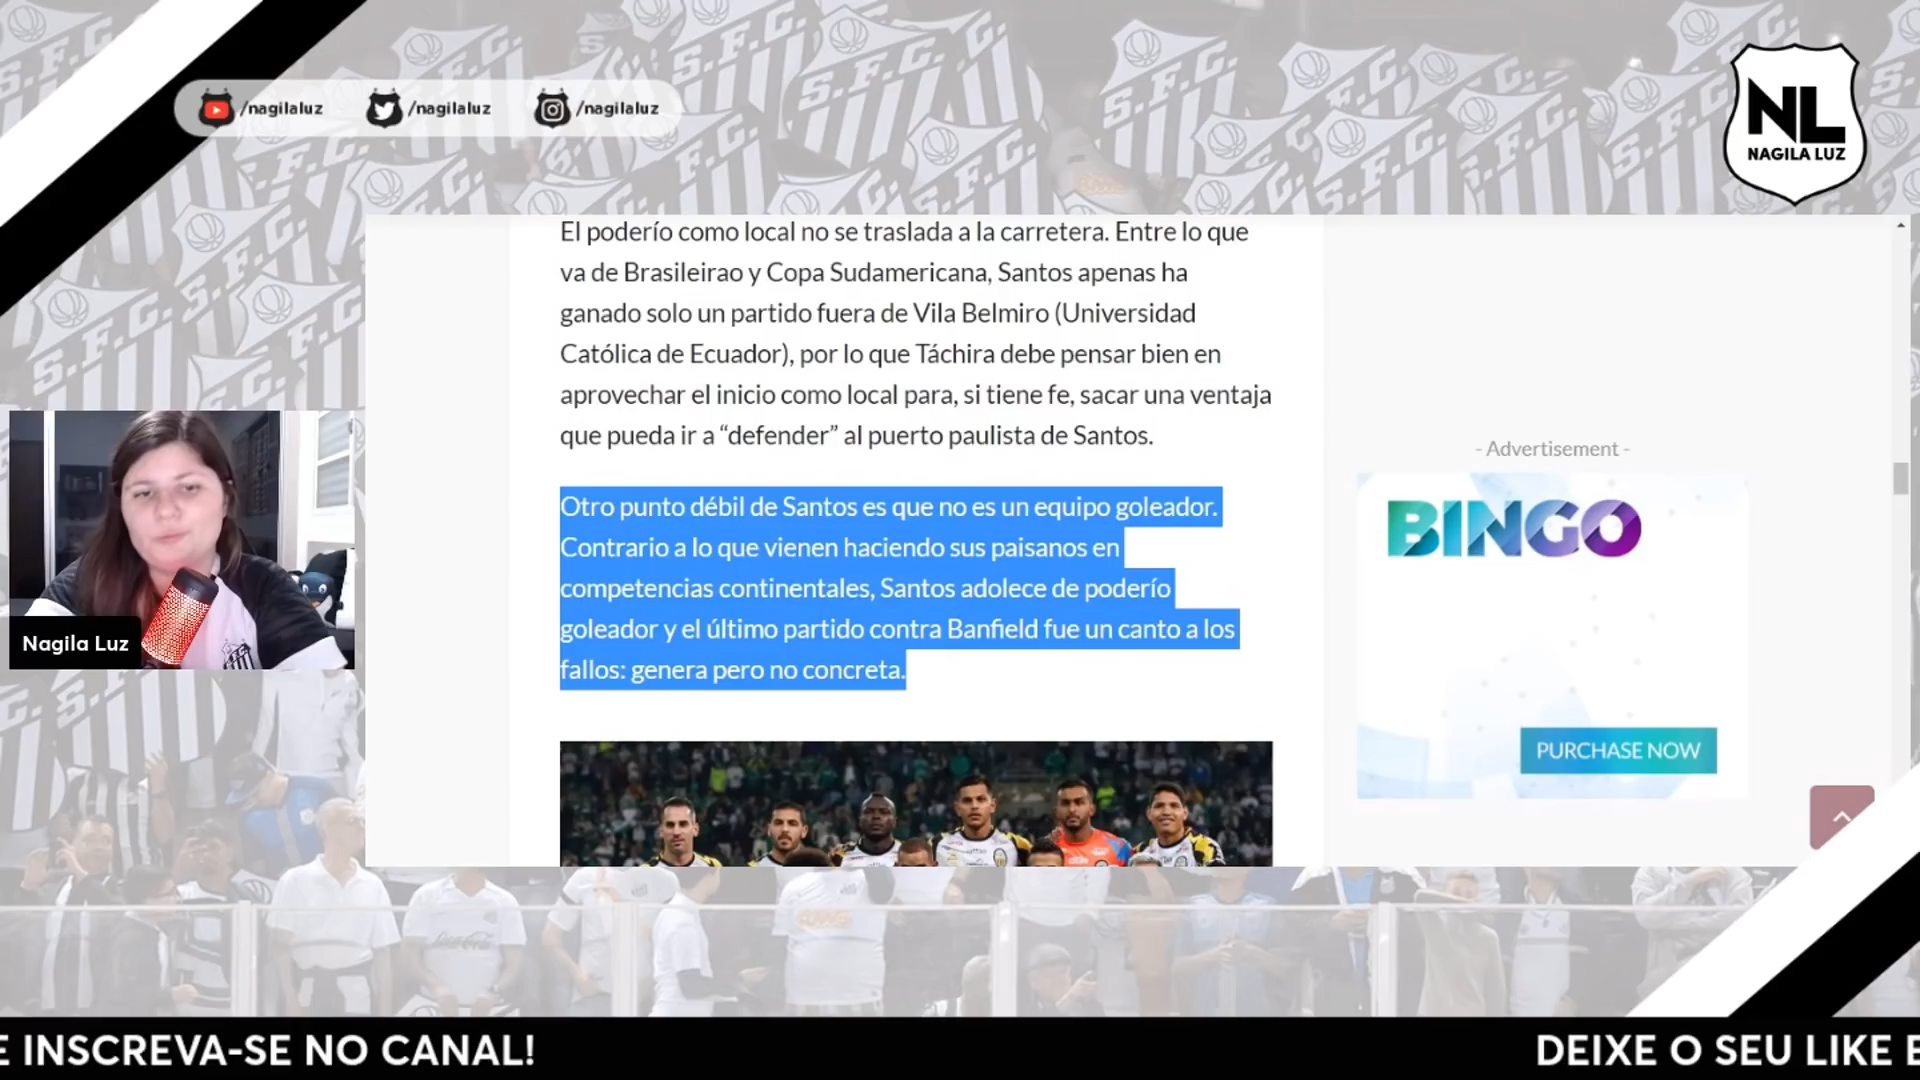 /nagilaluz
/nagilaluz
/nagilaluz
NL
NAGILA LUZ
El poderío como local no se traslada a la carretera. Entre lo que
va de Brasileirao y Copa Sudamericana, Santos apenas ha
ganado solo un partido fuera de Vila Belmiro (Universidad
Católica de Ecuador), por lo que Táchira debe pensar bien en
aprovechar el inicio como local para, si tiene fe, sacar una ventaja
que pueda ir a “defender” al puerto paulista de Santos.
Otro punto débil de Santos es que no es un equipo goleador.
Contrario a lo que vienen haciendo sus paisanos en
competencias continentales, Santos adolece de poderío
goleador y el último partido contra Banfield fue un canto a los
fallos: genera pero no concreta.
- Advertisement -
BINGO
PURCHASE NOW
Nagila Luz
E INSCREVA-SE NO CANAL!
DEIXE O SEU LIKE E